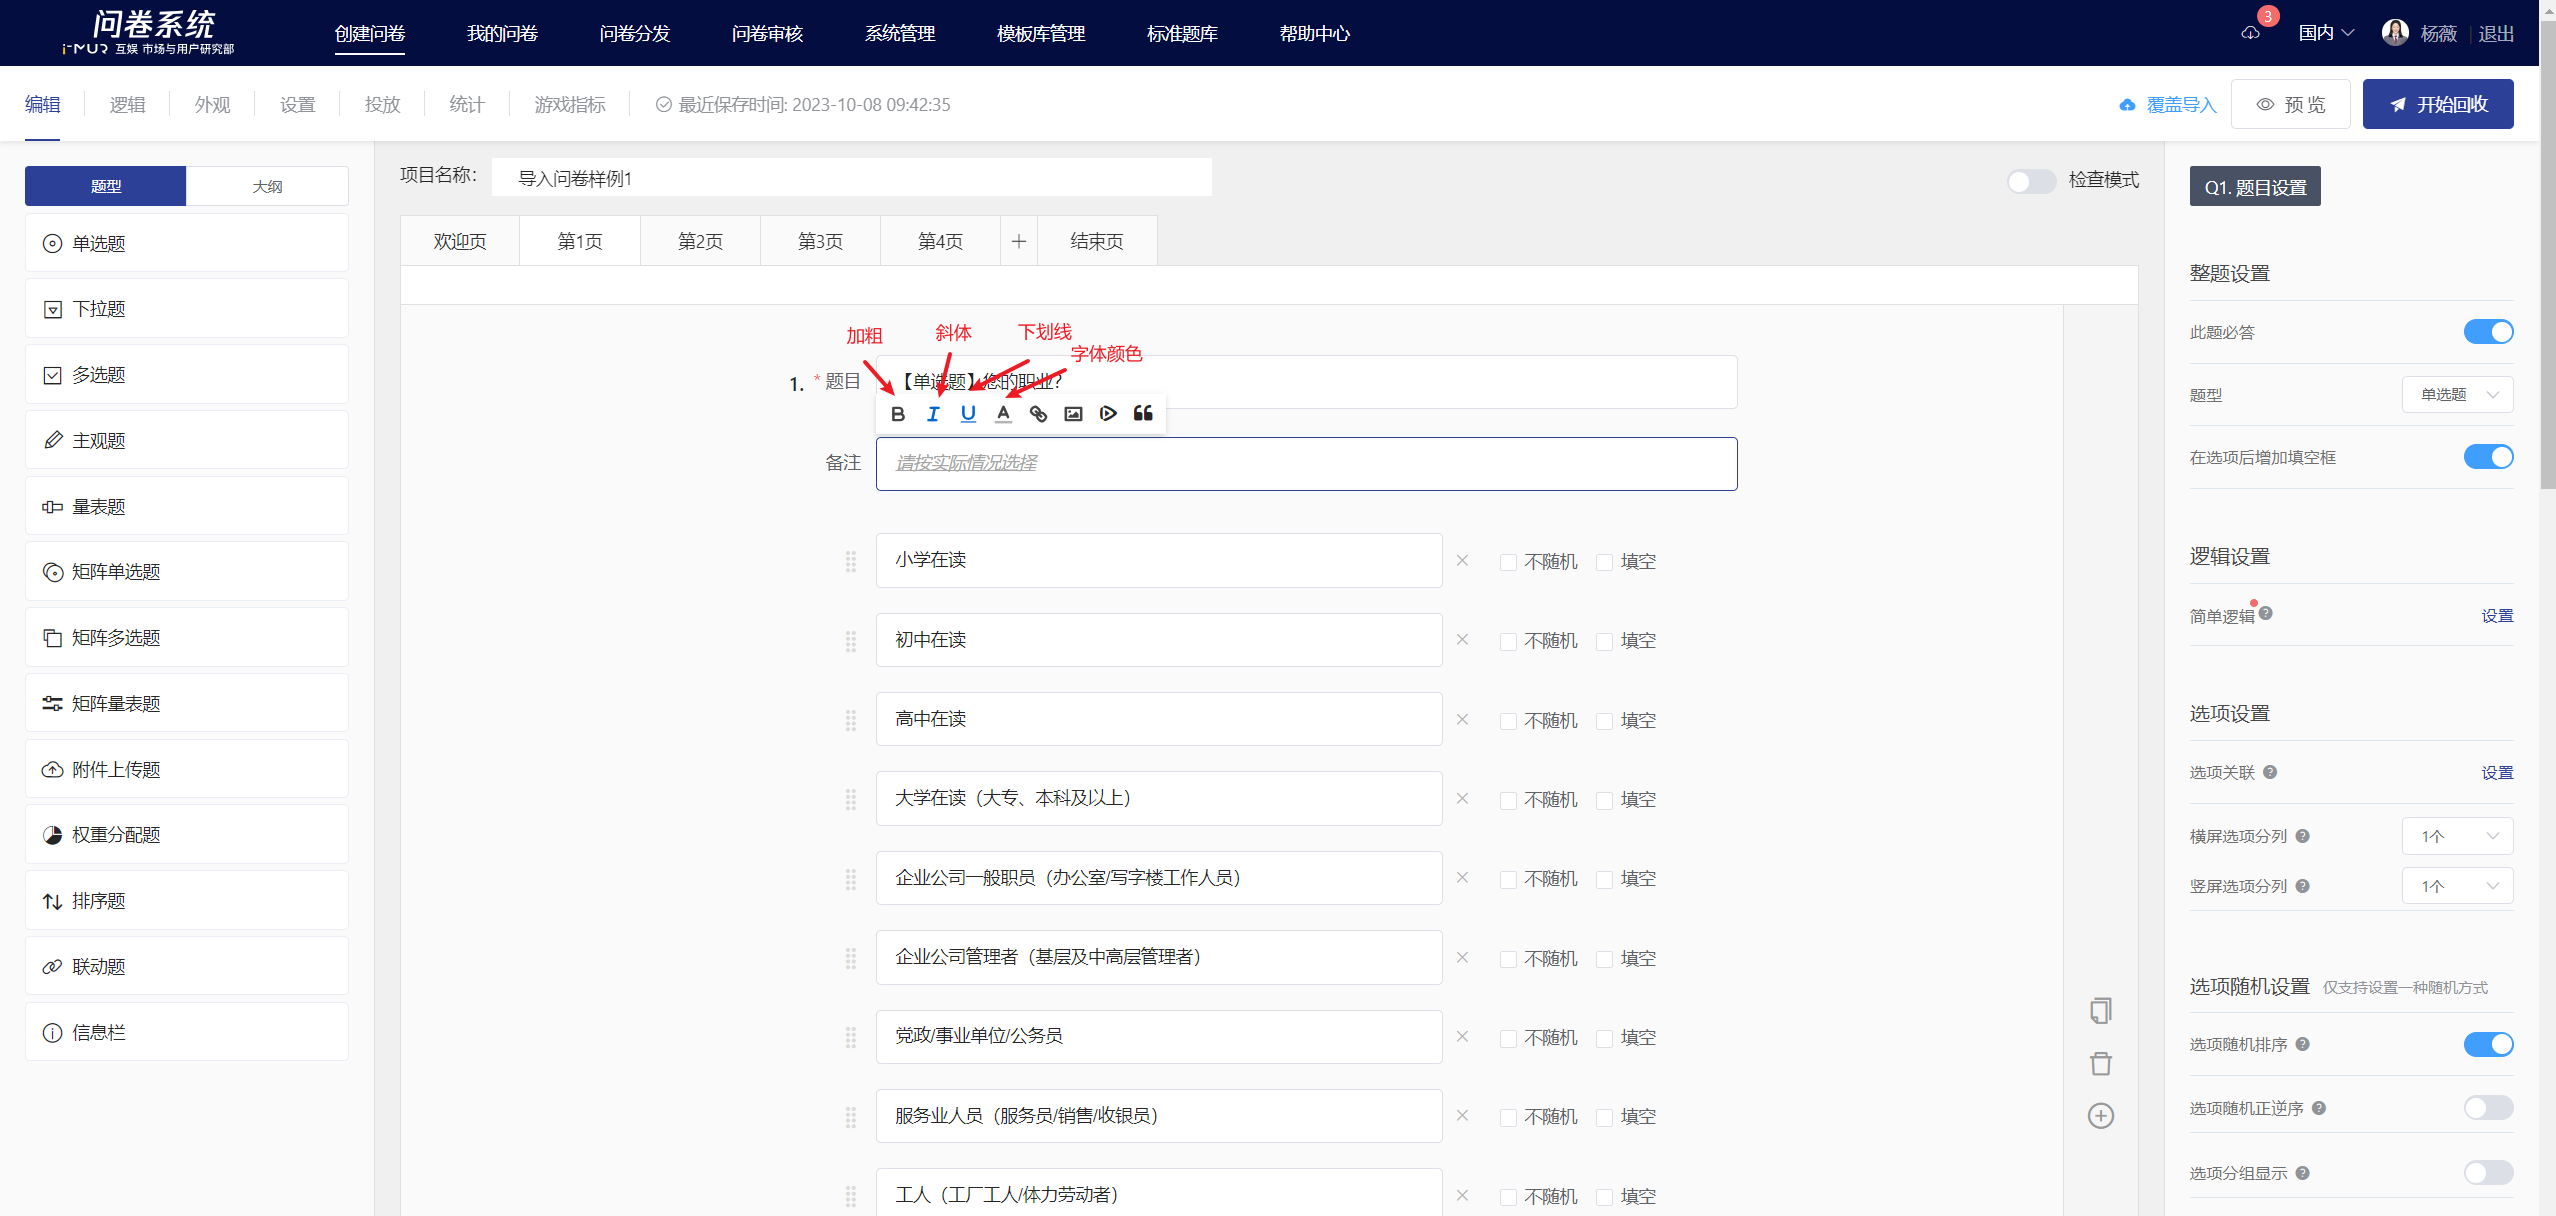 问卷系统
i-MUR 互娱 市场与用户研究部
创建问卷
我的问卷
问卷分发
问卷审核
系统管理
模板库管理
标准题库
帮助中心
3
国内
杨薇
退出
编辑
逻辑
外观
设置
投放
统计
游戏指标
最近保存时间: 2023-10-08 09:42:35
覆盖导入
预 览
开始回收
题型
大纲
单选题
下拉题
多选题
主观题
量表题
矩阵单选题
矩阵多选题
矩阵量表题
附件上传题
权重分配题
排序题
联动题
信息栏
项目名称:
导入问卷样例1
检查模式
欢迎页
第1页
第2页
第3页
第4页
结束页
加粗
斜体
下划线
字体颜色
1. * 题目
【单选题】您的职业?
B I U A
备注
请按实际情况选择
小学在读
不随机
填空
初中在读
不随机
填空
高中在读
不随机
填空
大学在读（大专、本科及以上）
不随机
填空
企业公司一般职员（办公室/写字楼工作人员）
不随机
填空
企业公司管理者（基层及中高层管理者）
不随机
填空
党政/事业单位/公务员
不随机
填空
服务业人员（服务员/销售/收银员）
不随机
填空
工人（工厂工人/体力劳动者）
不随机
填空
Q1. 题目设置
整题设置
此题必答
题型
单选题
在选项后增加填空框
逻辑设置
简单逻辑
设置
选项设置
选项关联
设置
横屏选项分列
1个
竖屏选项分列
1个
选项随机设置 仅支持设置一种随机方式
选项随机排序
选项随机正逆序
选项分组显示